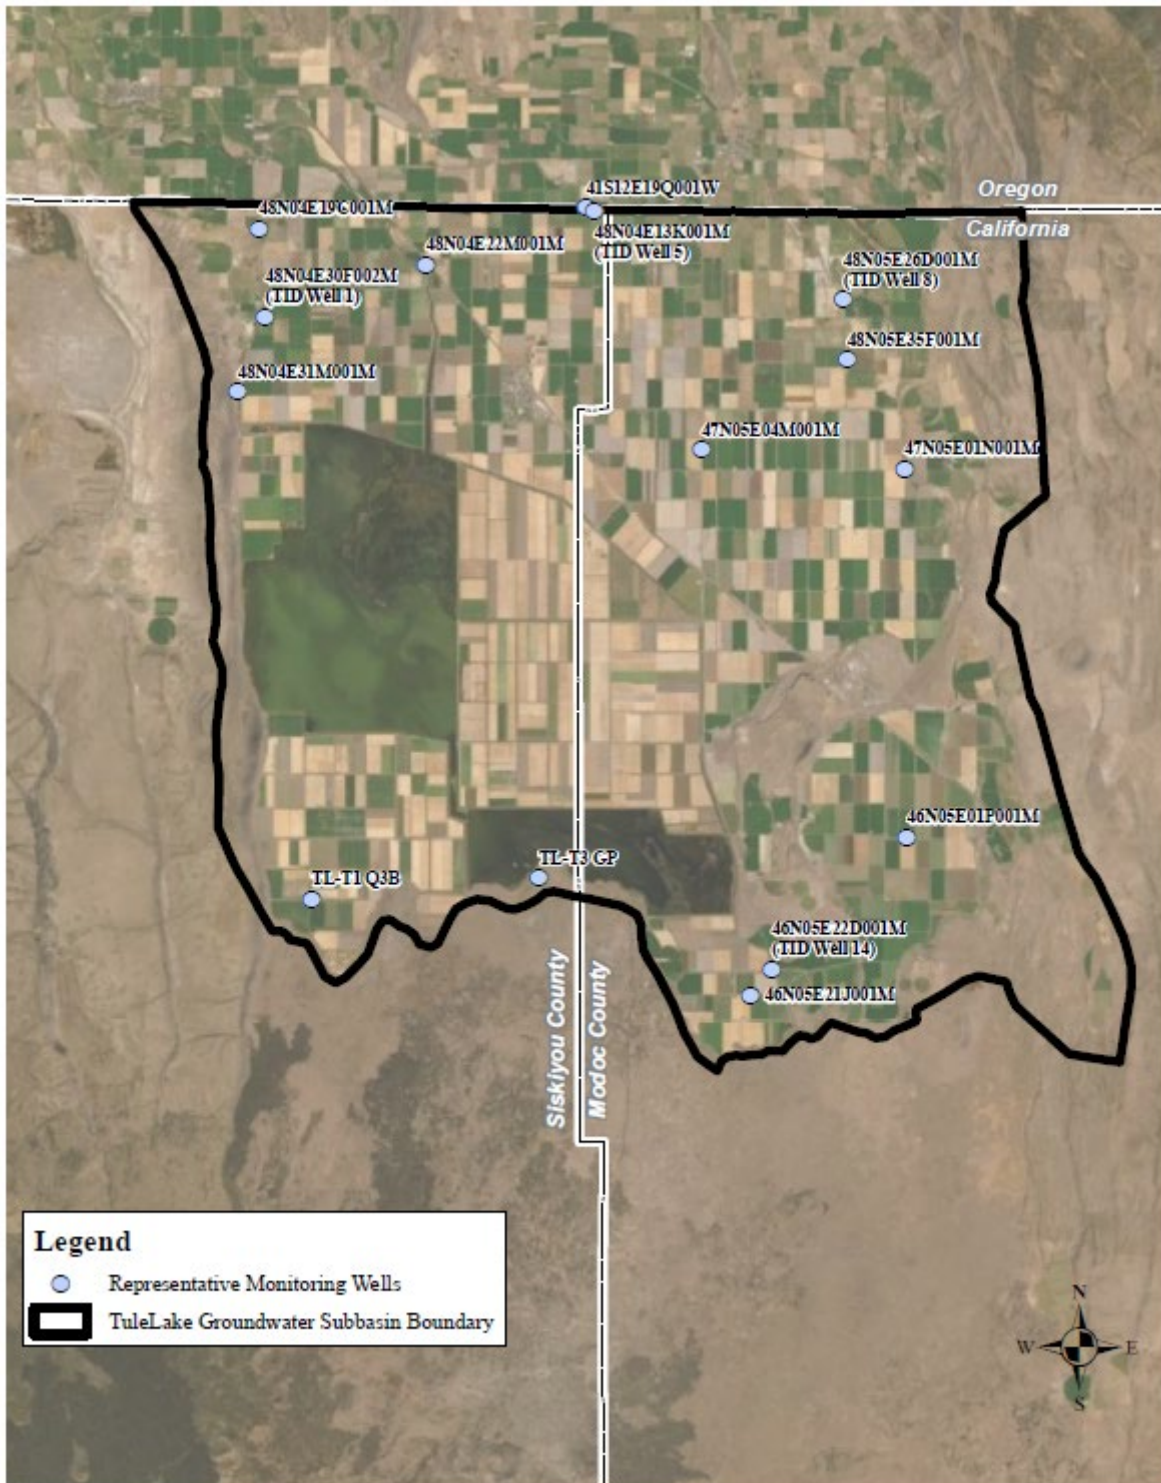 41S12E19Q001W
Oregon
California
48N04E19C001M
48N04E13K001M
(TID Well 5)
48N04E22M001M
48N05E26D001M
(TID Well 8)
48N04E30F002M
(TID Well 1)
48N05E35F001M
48N04E31M001M
47N05E04M001M
47N05E01N001M
46N05E01P001M
TL-T3 GP
TL-T1 Q3B
46N05E22D001M
(TID Well 14)
46N05E21J001M
Siskiyou County
Modoc County
Legend
Representative Monitoring Wells
TuleLake Groundwater Subbasin Boundary
N
W
E
S